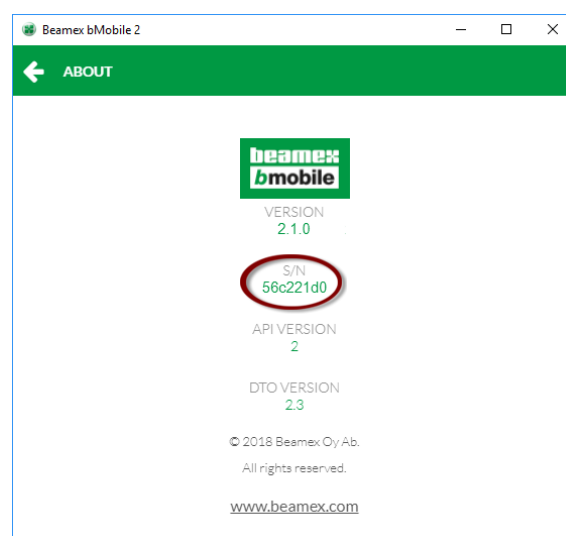 Beamex bMobile 2
ABOUT
beamex
bmobile
VERSION
2.1.0
S/N
56c221d0
API VERSION
2
DTO VERSION
2.3
© 2018 Beamex Oy Ab.
All rights reserved.
www.beamex.com